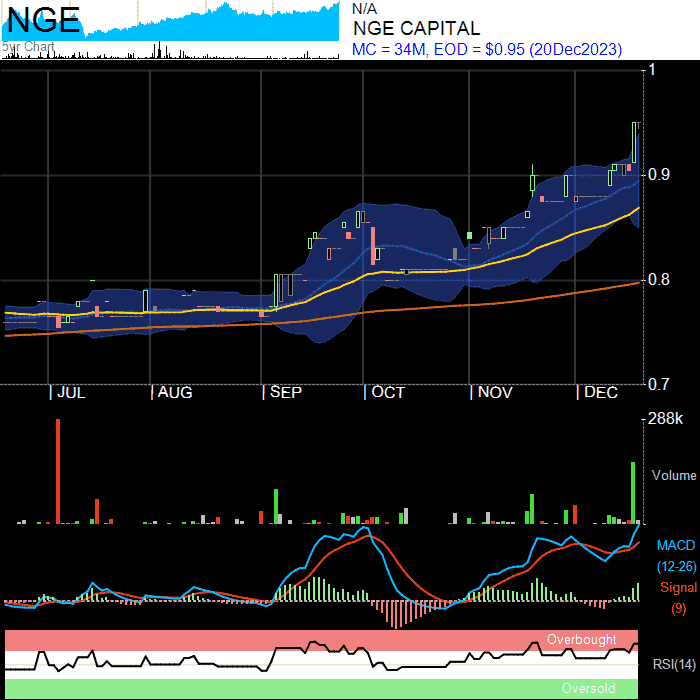 NGE
5yr Chart
N/A
NGE CAPITAL
MC = 34M, EOD = $0.95 (20Dec2023)
1
0.9
0.8
0.7
| JUL | AUG | SEP | OCT | NOV | DEC
288k
Volume
MACD
(12-26)
Signal
(9)
Overbought
RSI(14)
Oversold